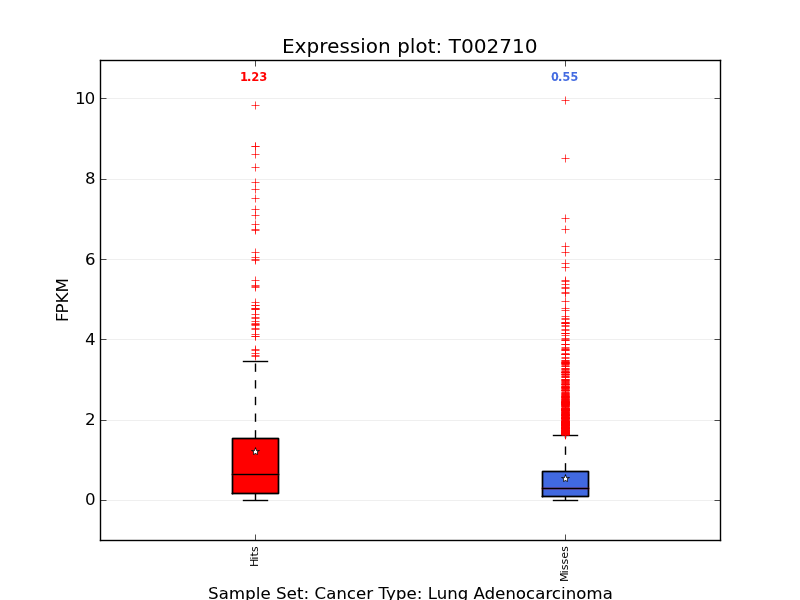 Expression plot: T002710
1.23
0.55
10
8
6
4
2
0
FPKM
Hits
Misses
Sample Set: Cancer Type: Lung Adenocarcinoma